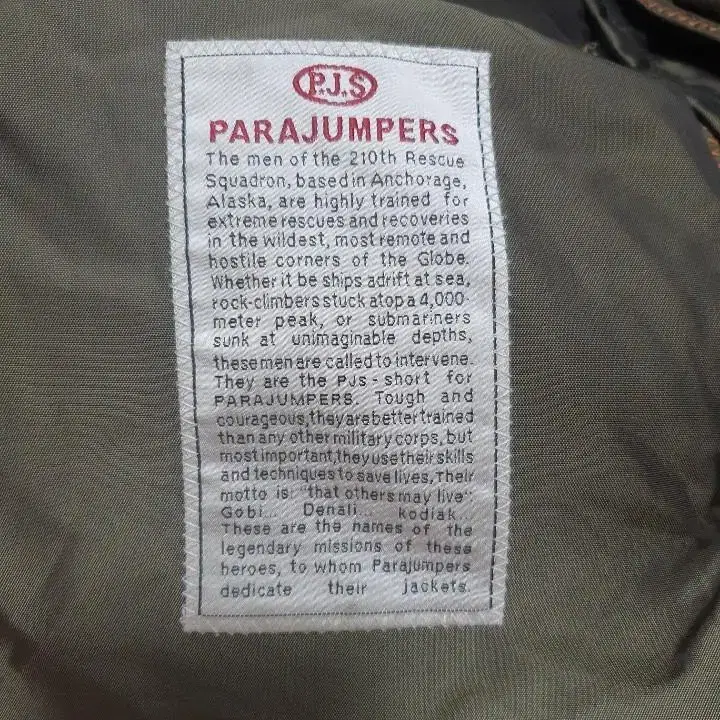 P.J.S
PARAJUMPERS
The men of the 210th Rescue
Squadron, based in Anchorage,
Alaska, are highly trained for
extreme rescues and recoveries
in the wildest, most remote and
hostile corners of the Globe.
Whether it be ships adrift at sea,
rock-climbers stuck atop a 4,000-
meter peak, or submariners
sunk at unimaginable depths,
these men are called to intervene.
They are the PJs - short for
PARAJUMPERS. Tough and
courageous, they are better trained
than any other military corps, but
most important, they use their skills
and techniques to save lives, Their
motto is: "that others may live":
Gobi... Denali... kodiak...
These are the names of the
legendary missions of these
heroes, to whom Parajumpers
dedicate their jackets.